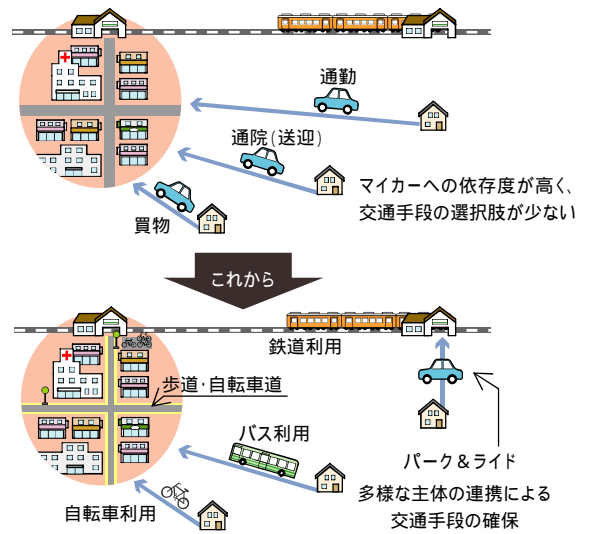 通勤
通院(送迎)
マイカーへの依存度が高く、
交通手段の選択肢が少ない
買物
これから
鉄道利用
歩道・自転車道
バス利用
パーク&ライド
多様な主体の連携による
交通手段の確保
自転車利用